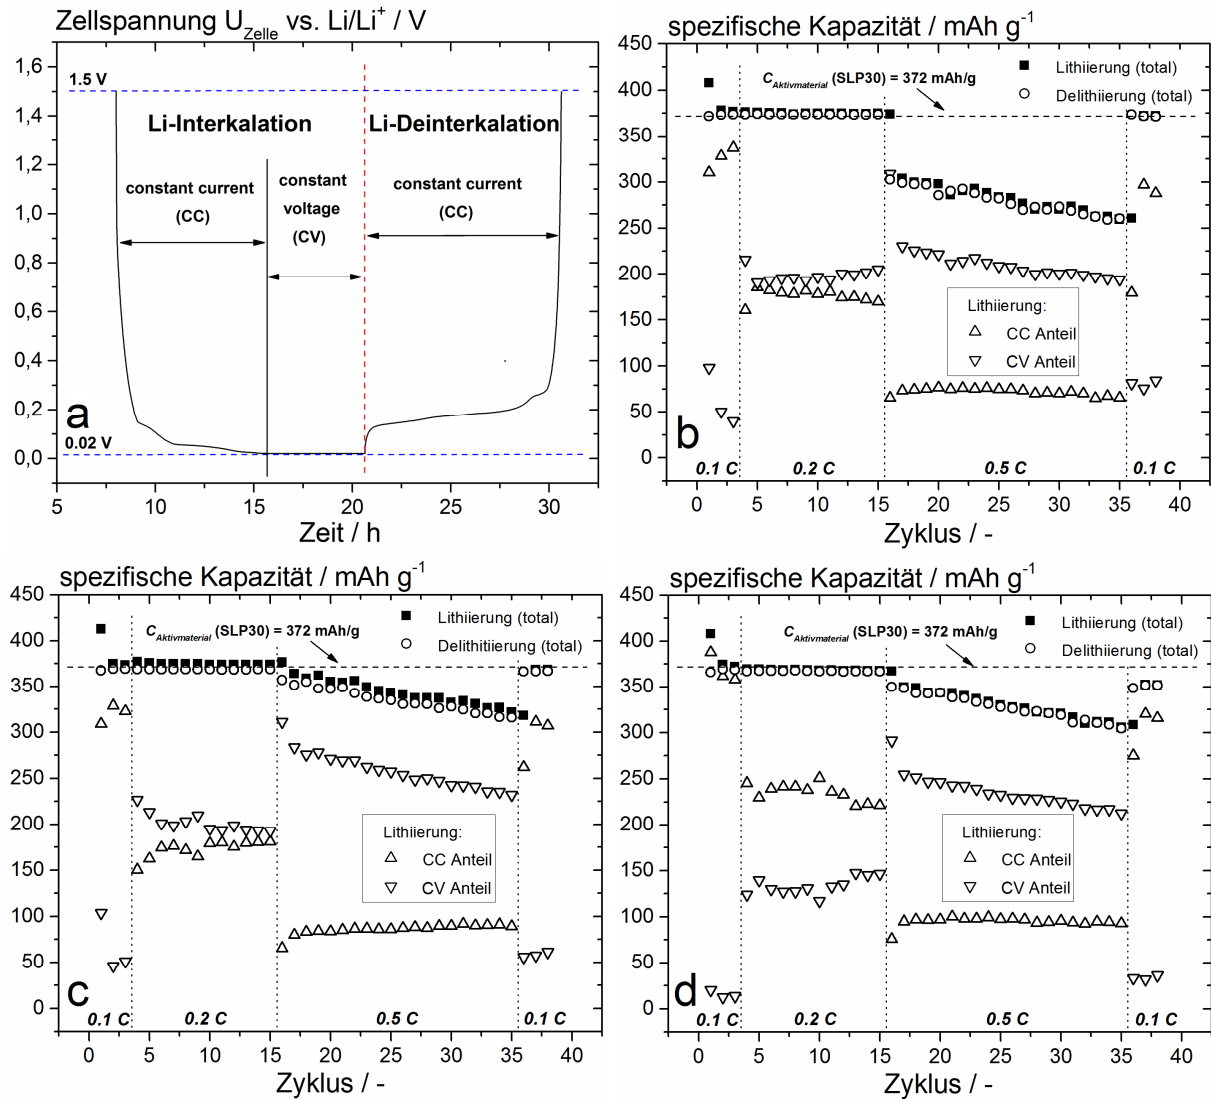 Zellspannung U_Zelle vs. Li/Li⁺ / V
1,6
1,4
1,2
1,0
0,8
0,6
0,4
0,2
0,0
1.5 V
Li-Interkalation
Li-Deinterkalation
constant current
(CC)
constant
voltage
(CV)
constant current
(CC)
a
0.02 V
5
10
15
20
25
30
Zeit / h
spezifische Kapazität / mAh g⁻¹
450
400
350
300
250
200
150
100
50
0
Lithiierung (total)
Delithiierung (total)
C_Aktivmaterial (SLP30) = 372 mAh/g
Lithiierung:
CC Anteil
CV Anteil
b
0.1 C
0.2 C
0.5 C
0.1 C
0
5
10
15
20
25
30
35
40
Zyklus / -
spezifische Kapazität / mAh g⁻¹
450
400
350
300
250
200
150
100
50
0
Lithiierung (total)
Delithitiierung (total)
C_Aktivmaterial (SLP30) = 372 mAh/g
Lithiierung:
CC Anteil
CV Anteil
c
0.1 C
0.2 C
0.5 C
0.1 C
0
5
10
15
20
25
30
35
40
Zyklus / -
spezifische Kapazität / mAh g⁻¹
450
400
350
300
250
200
150
100
50
0
Lithiierung (total)
Delithiierung (total)
C_Aktivmaterial (SLP30) = 372 mAh/g
Lithiierung:
CC Anteil
CV Anteil
d
0.1 C
0.2 C
0.5 C
0.1 C
0
5
10
15
20
25
30
35
40
Zyklus / -